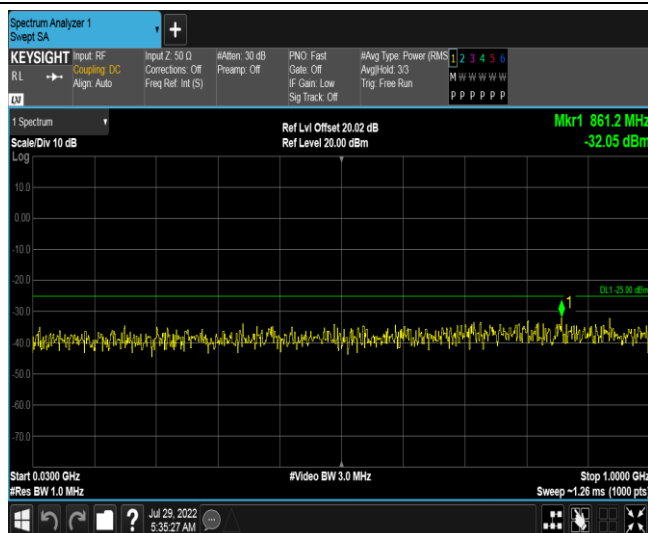 Spectrum Analyzer 1
Swept SA
KEYSIGHT
RL
LXI
Input: RF
Coupling: DC
Align: Auto
Input Z: 50 Ω
Corrections: Off
Freq Ref: Int (S)
#Atten: 30 dB
Preamp: Off
PNO: Fast
Gate: Off
IF Gain: Low
Sig Track: Off
#Avg Type: Power (RMS
Avg|Hold: 3/3
Trig: Free Run
1 2 3 4 5 6
M W W W W W
P P P P P P
1 Spectrum
Scale/Div 10 dB
Ref Lvl Offset 20.02 dB
Ref Level 20.00 dBm
Mkr1 861.2 MHz
-32.05 dBm
Log
10.0
0.00
-10.0
-20.0
DL1 -25.00 dBm
1
-30.0
-40.0
-50.0
-60.0
-70.0
Start 0.0300 GHz
#Res BW 1.0 MHz
#Video BW 3.0 MHz
Stop 1.0000 GHz
Sweep ~1.26 ms (1000 pts)
?
Jul 29, 2022
5:35:27 AM